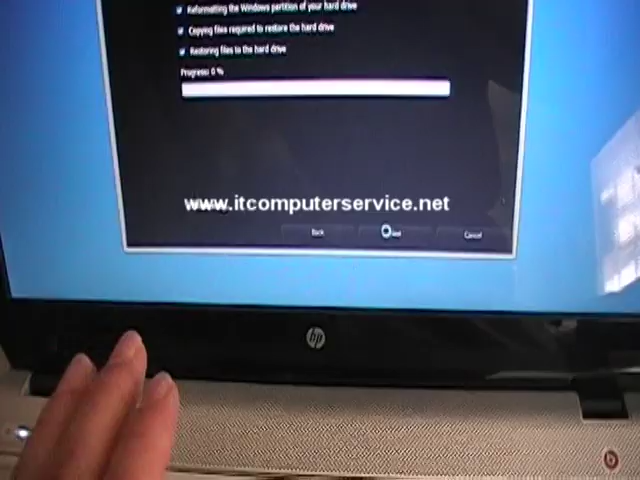 Reformatting the Windows partition of your hard drive
Copying files required to restore the hard drive
Restoring files to the hard drive
Progress: 0 %
www.itcomputerservice.net
Back
Next
Cancel
hp
b